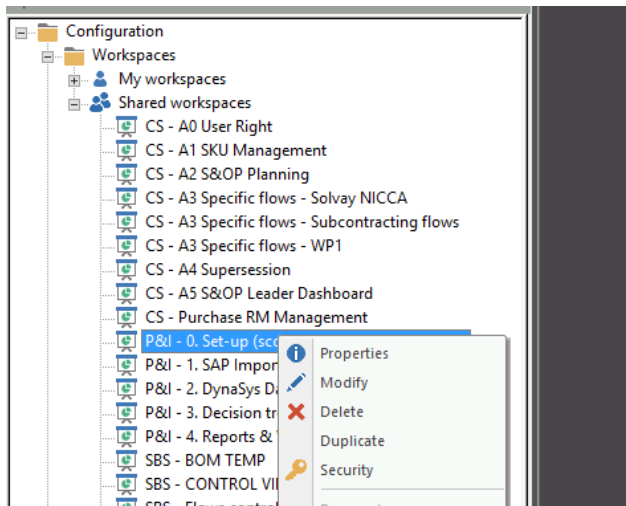 Configuration
Workspaces
My workspaces
Shared workspaces
CS - A0 User Right
CS - A1 SKU Management
CS - A2 S&OP Planning
CS - A3 Specific flows - Solvay NICCA
CS - A3 Specific flows - Subcontracting flows
CS - A3 Specific flows - WP1
CS - A4 Supersession
CS - A5 S&OP Leader Dashboard
CS - Purchase RM Management
P&I - 0. Set-up
P&I - 1. SAP
P&I - 2. DynaSys
P&I - 3. Decision
P&I - 4. Reports &
SBS - BOM TEMP
SBS - CONTROL
Properties
Modify
Delete
Duplicate
Security